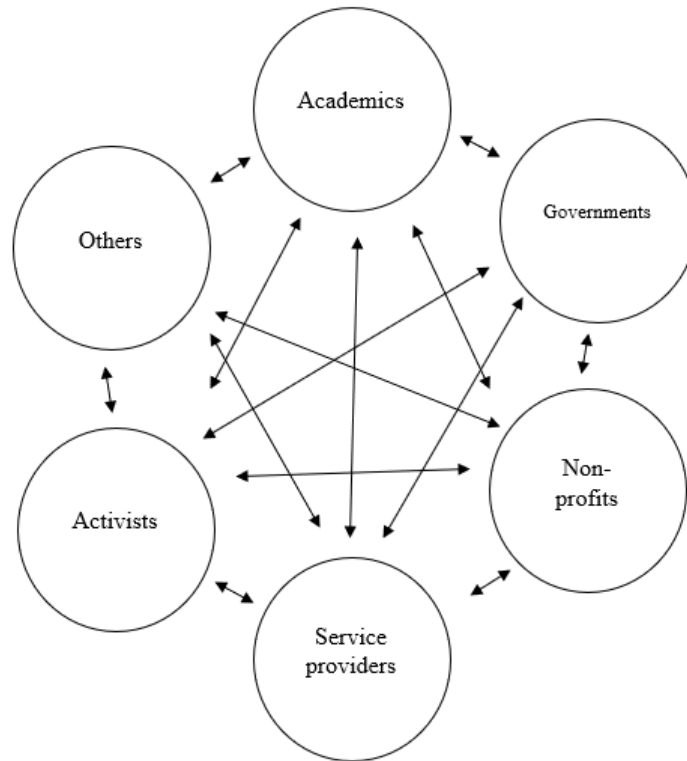 Academics
Governments
Others
Non-
profits
Activists
Service
providers